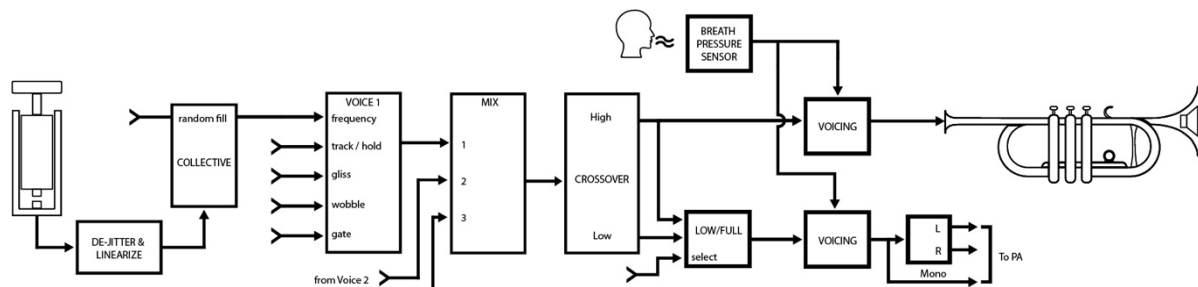 BREATH
PRESSURE
SENSOR
random fill
COLLECTIVE
DE-JITTER &
LINEARIZE
VOICE 1
frequency
track / hold
gliss
wobble
gate
from Voice 2
MIX
1
2
3
High
CROSSOVER
Low
VOICING
LOW/FULL
select
VOICING
L
R
Mono
To PA